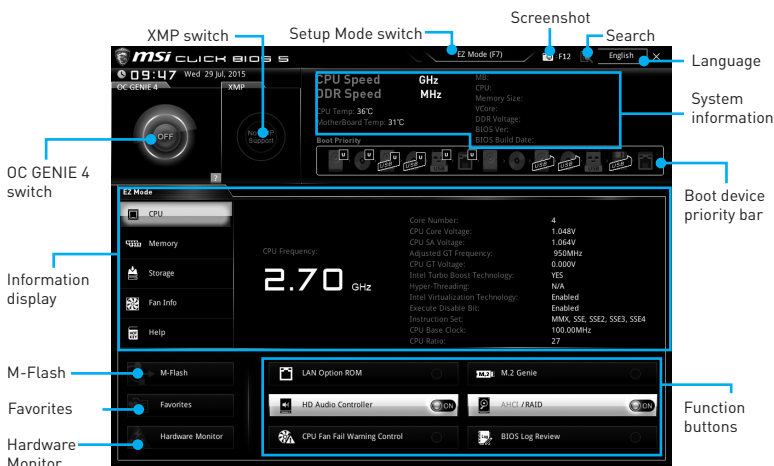 Screenshot
XMP switch
Setup Mode switch
Search
msi CLICK BIOS 5
EZ Mode (F7)
F12
English
Language
09:47 Wed 29 Jul, 2015
OC GENIE 4
XMP
CPU Speed GHz
DDR Speed MHz
CPU Temp: 36°C
MotherBoard Temp: 31°C
MB:
CPU:
Memory Size:
VCore:
DDR Voltage:
BIOS Ver:
BIOS Build Date:
System
information
OFF
Support
Boot Priority
U U U U U U
USB USB USB USB USB USB
OC GENIE 4
switch
?
Boot device
priority bar
EZ Mode
CPU
Memory
Storage
Fan Info
Help
Information
display
CPU Frequency:
2.70 GHz
Core Number: 4
CPU Core Voltage: 1.048V
CPU SA Voltage: 1.064V
Adjusted GT Frequency: 950MHz
CPU GT Voltage: 0.000V
Intel Turbo Boost Technology: YES
Hyper-Threading: N/A
Intel Virtualization Technology: Enabled
Execute Disable Bit: Enabled
Instruction Set: MMX, SSE, SSE2, SSE3, SSE4
CPU Base Clock: 100.00MHz
CPU Ratio: 27
M-Flash
M-Flash
LAN Option ROM
M.2 M.2 Genie
Favorites
Favorites
HD Audio Controller ON
AHCI /RAID ON
Function
buttons
Hardware
Monitor
Hardware Monitor
CPU Fan Fail Warning Control
BIOS Log Review